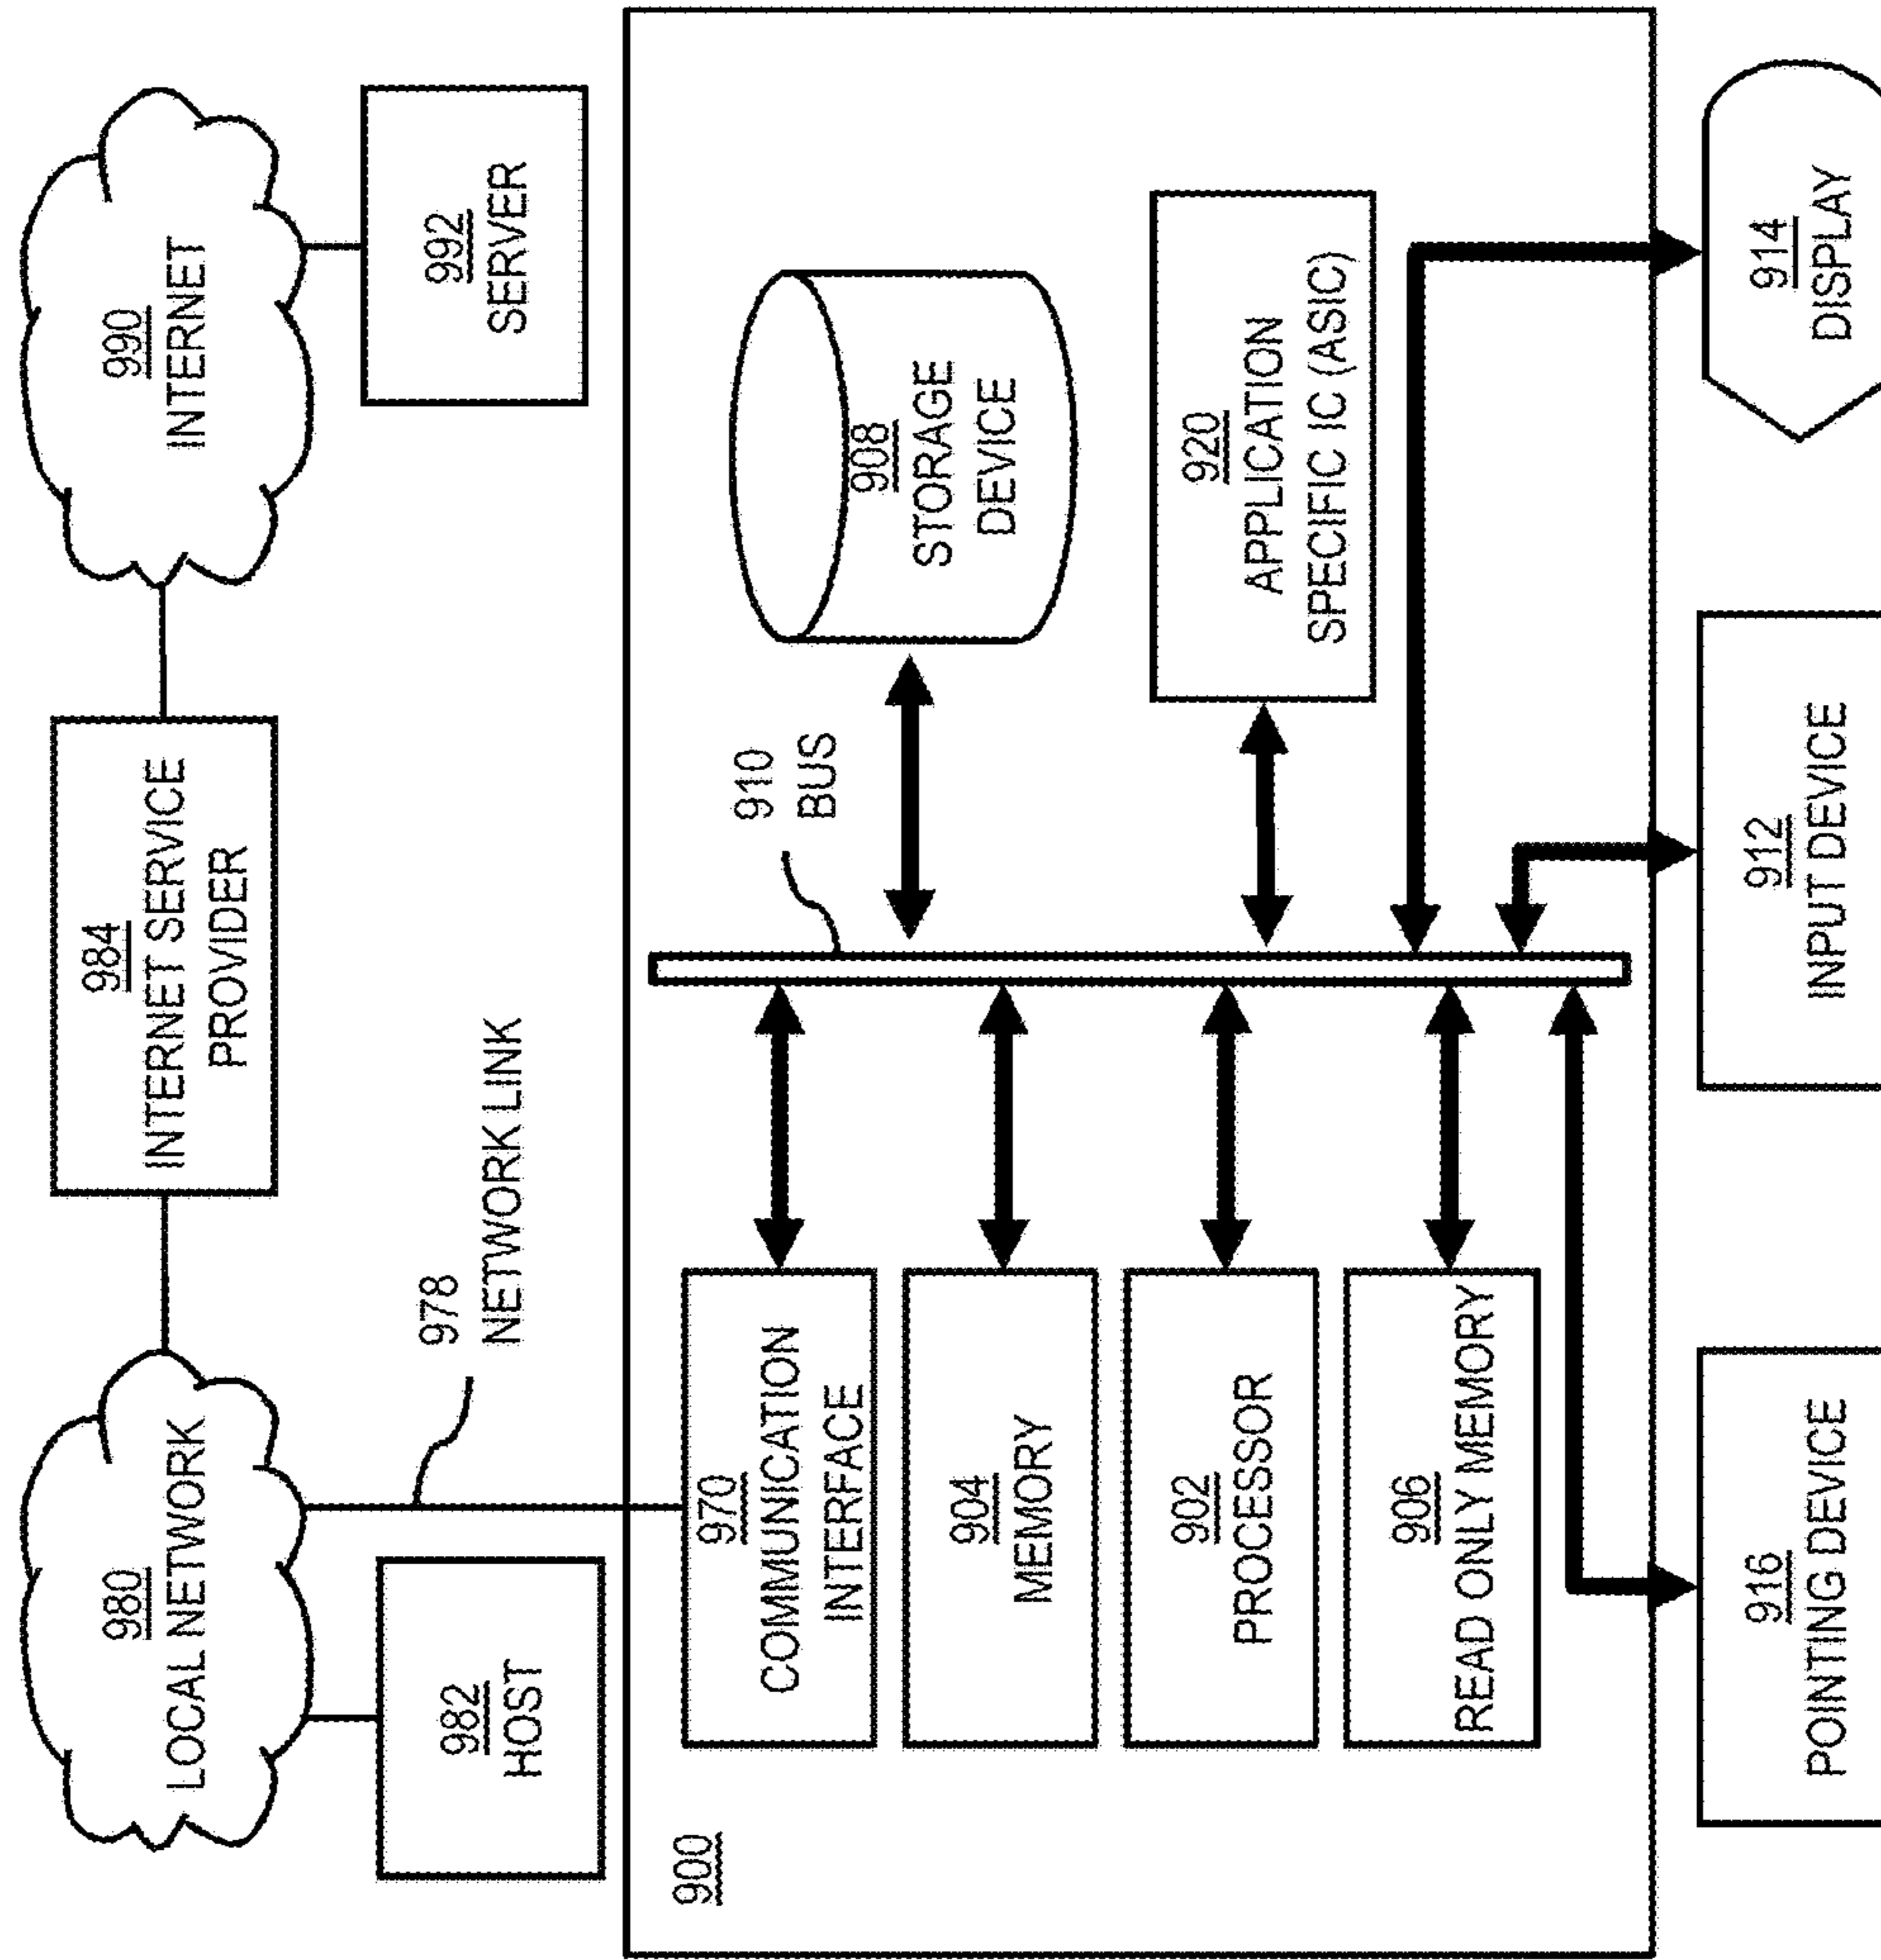 980
LOCAL NETWORK
984
INTERNET SERVICE
PROVIDER
990
INTERNET
982
HOST
978
NETWORK LINK
992
SERVER
900
970
COMMUNICATION
INTERFACE
910
BUS
908
STORAGE
DEVICE
904
MEMORY
902
PROCESSOR
920
APPLICATION
SPECIFIC IC (ASIC)
906
READ ONLY MEMORY
916
POINTING DEVICE
912
INPUT DEVICE
914
DISPLAY